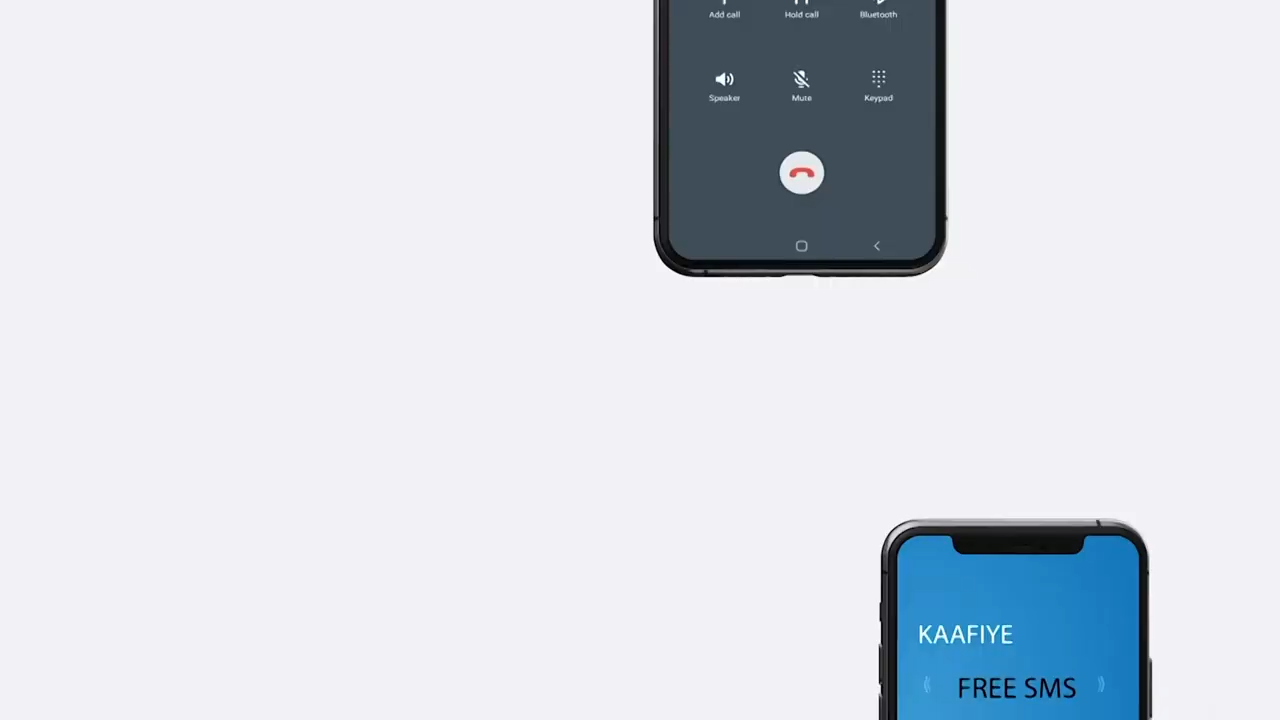 Add call Hold call Bluetooth
Speaker Mute Keypad
KAAFIYE
FREE SMS